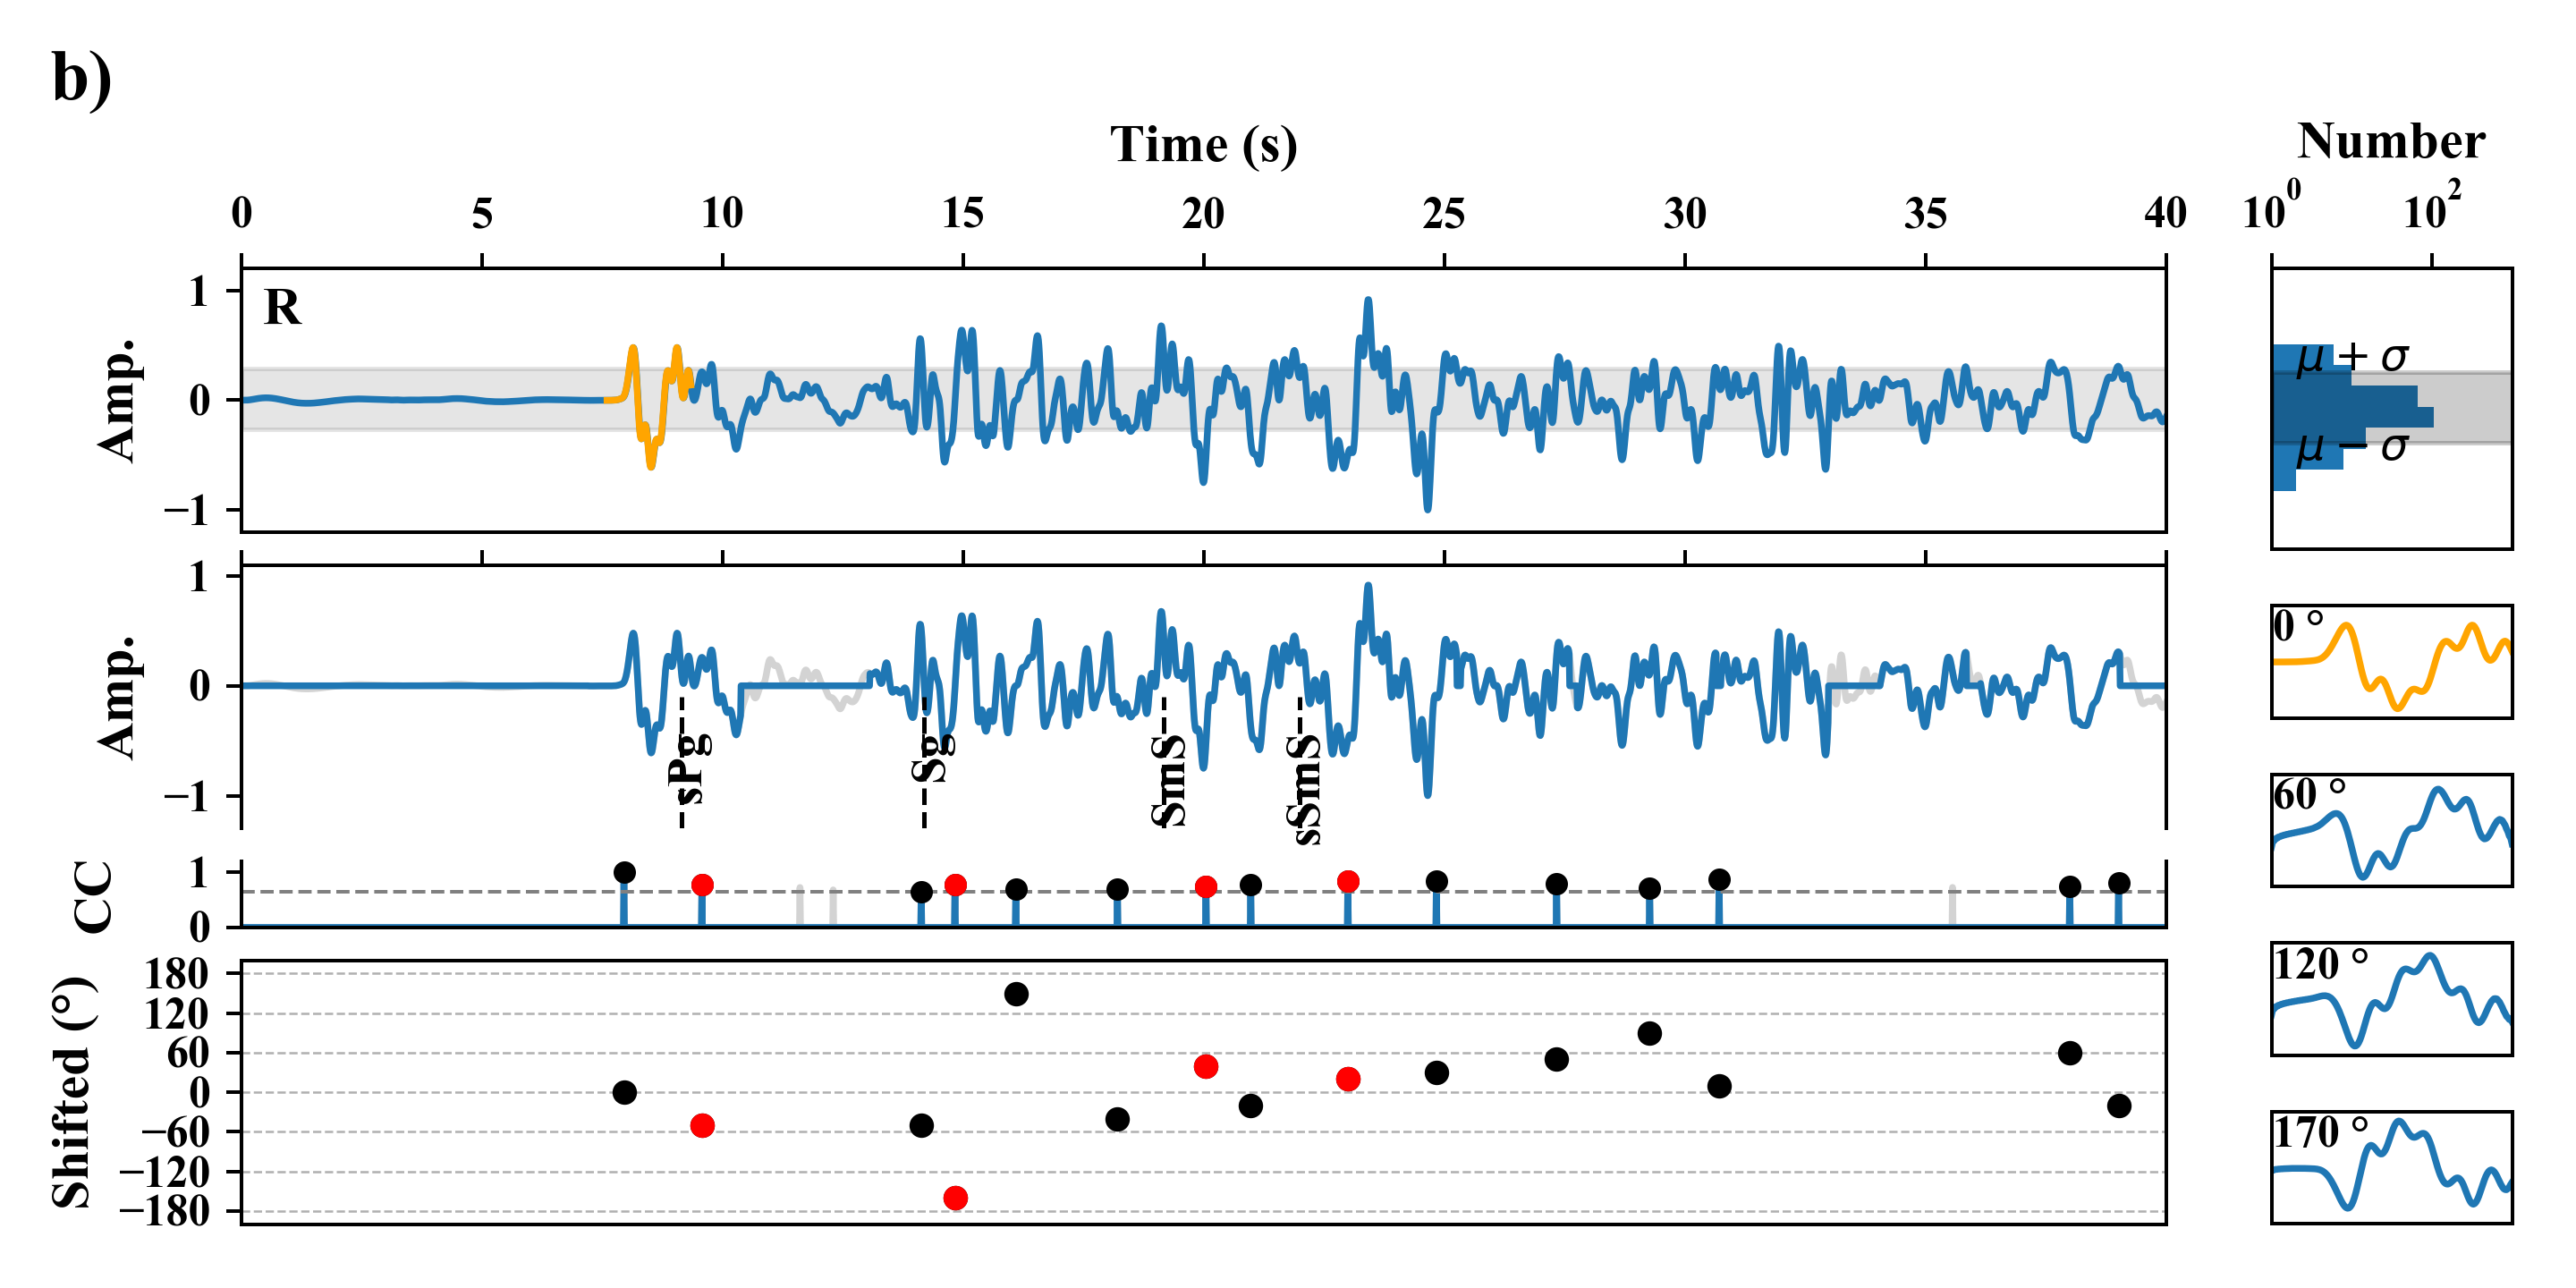 b)
Time (s)
Number
0 5 10 15 20 25 30 35 40
10^0 10^2
R
Amp.
1
0
−1
μ + σ
μ − σ
Amp.
1
0
−1
sPg
Sg
SmS
sSmS
0 °
60 °
120 °
170 °
CC
1
0
Shifted (°)
180
120
60
0
−60
−120
−180